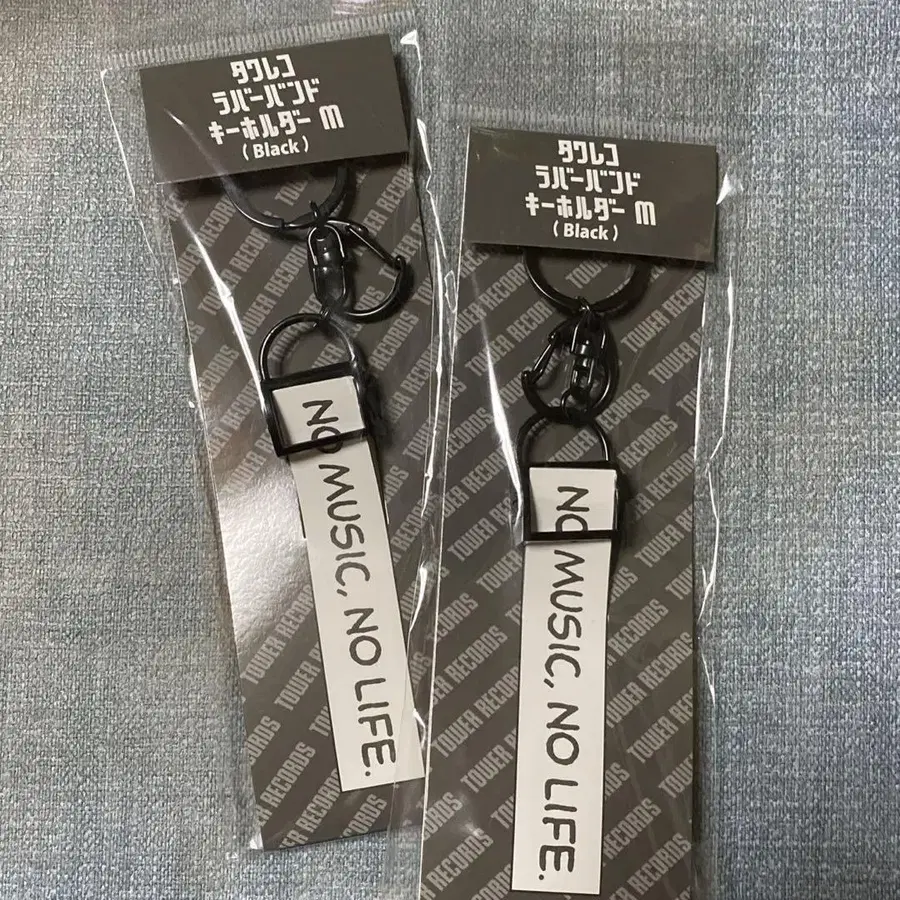 タワレコ
ラバーバンド
キーホルダー M
(Black)
NO MUSIC, NO LIFE.
TOWER RECORDS
タワレコ
ラバーバンド
キーホルダー M
(Black)
NO MUSIC, NO LIFE.
TOWER RECORDS